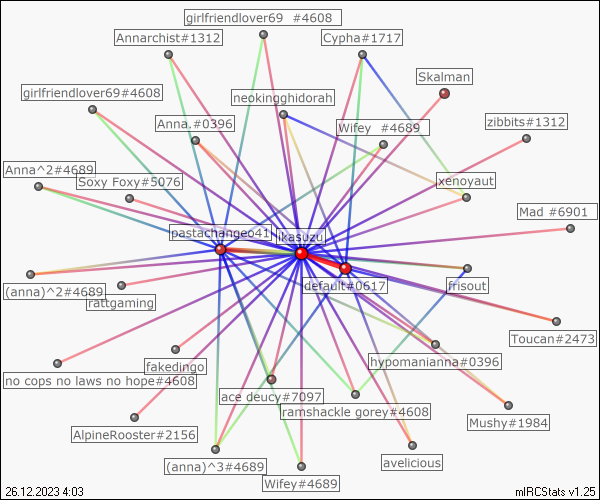 girlfriendlover69 #4608
Annarchist#1312
Cypha#1717
Skalman
girlfriendlover69#4608
neokingghidorah
Anna.#0396
Wifey #4689
zibbits#1312
Anna^2#4689
Soxy Foxy#5076
xenoyaut
Mad #6901
pastachange041
ikasuzu
(anna)^2#4689
rattgaming
default#0617
frisout
Toucan#2473
no cops no laws no hope#4608
fakedingo
hypomanianna#0396
ace deucy#7097
ramshackle gorey#4608
Mushy#1984
AlpineRooster#2156
(anna)^3#4689
Wifey#4689
avelicious
26.12.2023 4:03
mIRCStats v1.25